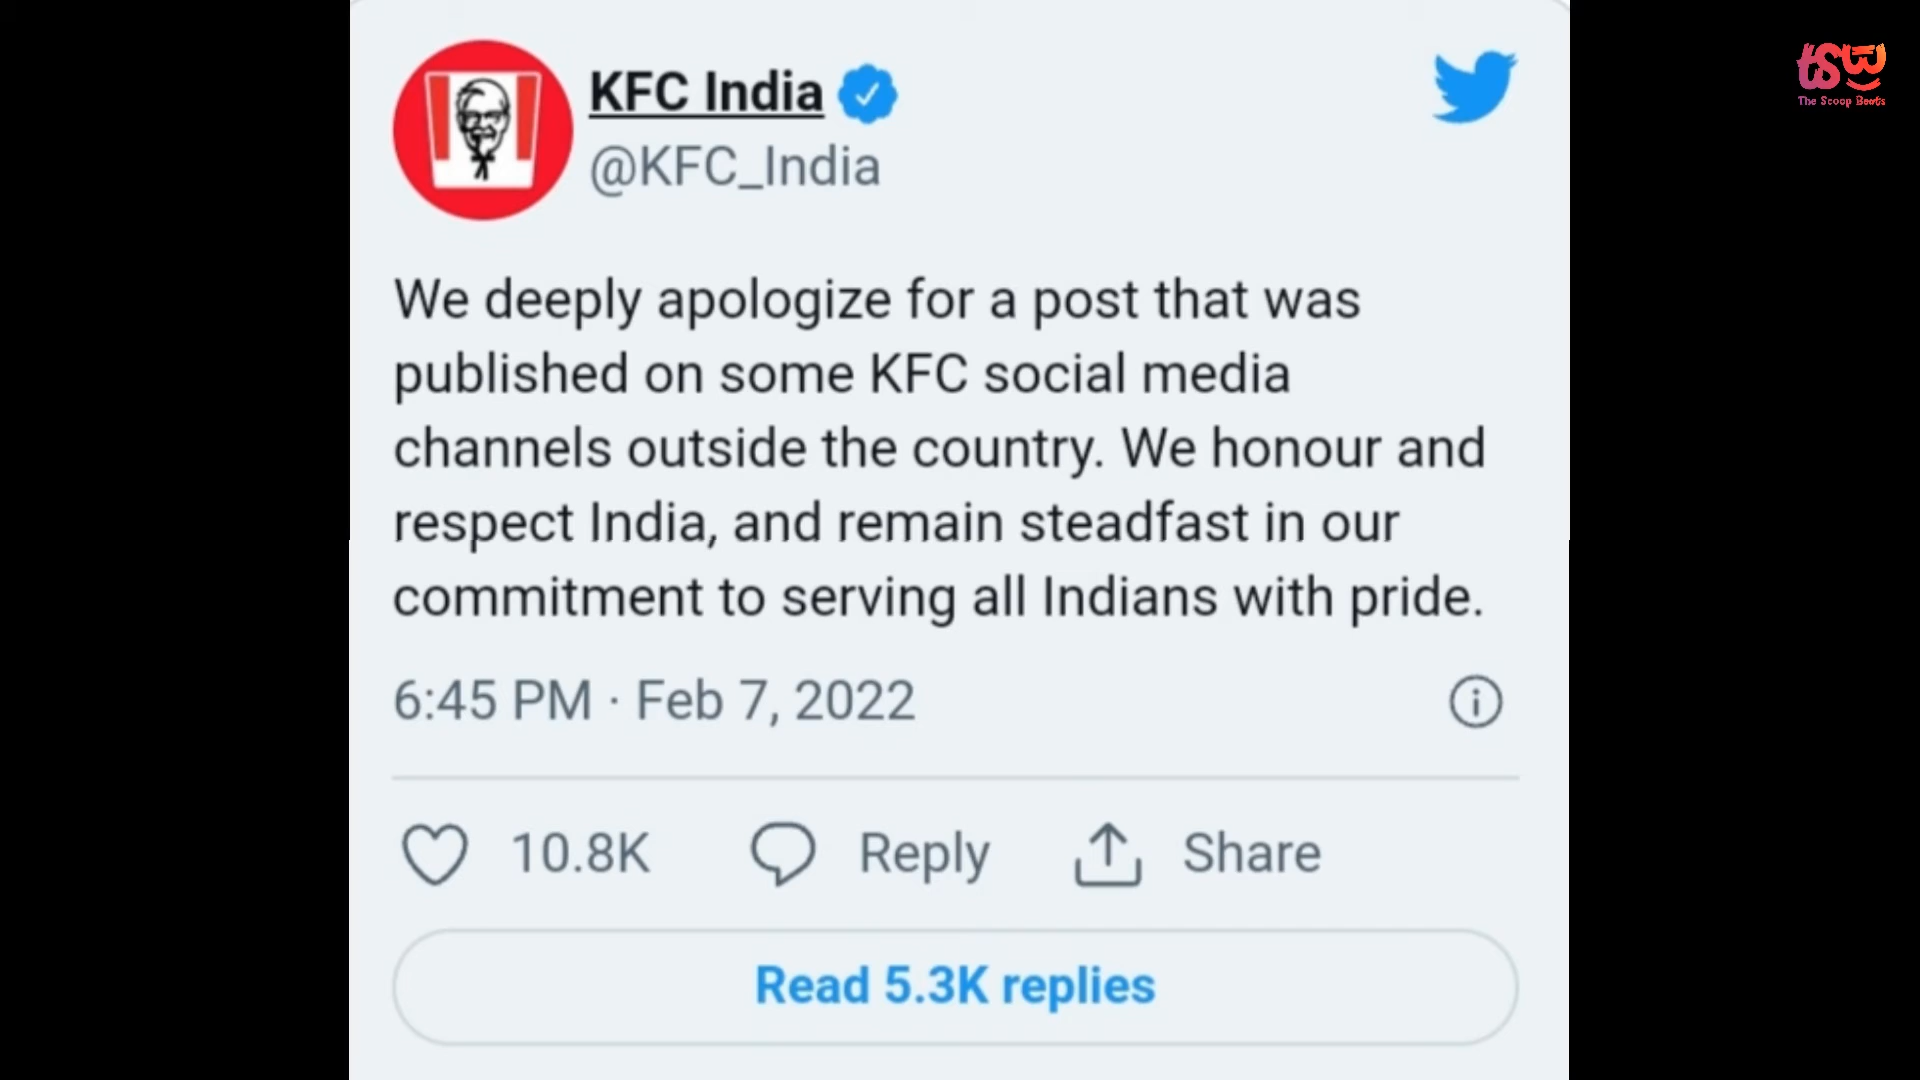 KFC India
@KFC_India
tsw
The Scoop Beats
We deeply apologize for a post that was
published on some KFC social media
channels outside the country. We honour and
respect India, and remain steadfast in our
commitment to serving all Indians with pride.
6:45 PM · Feb 7, 2022
10.8K Reply Share
Read 5.3K replies